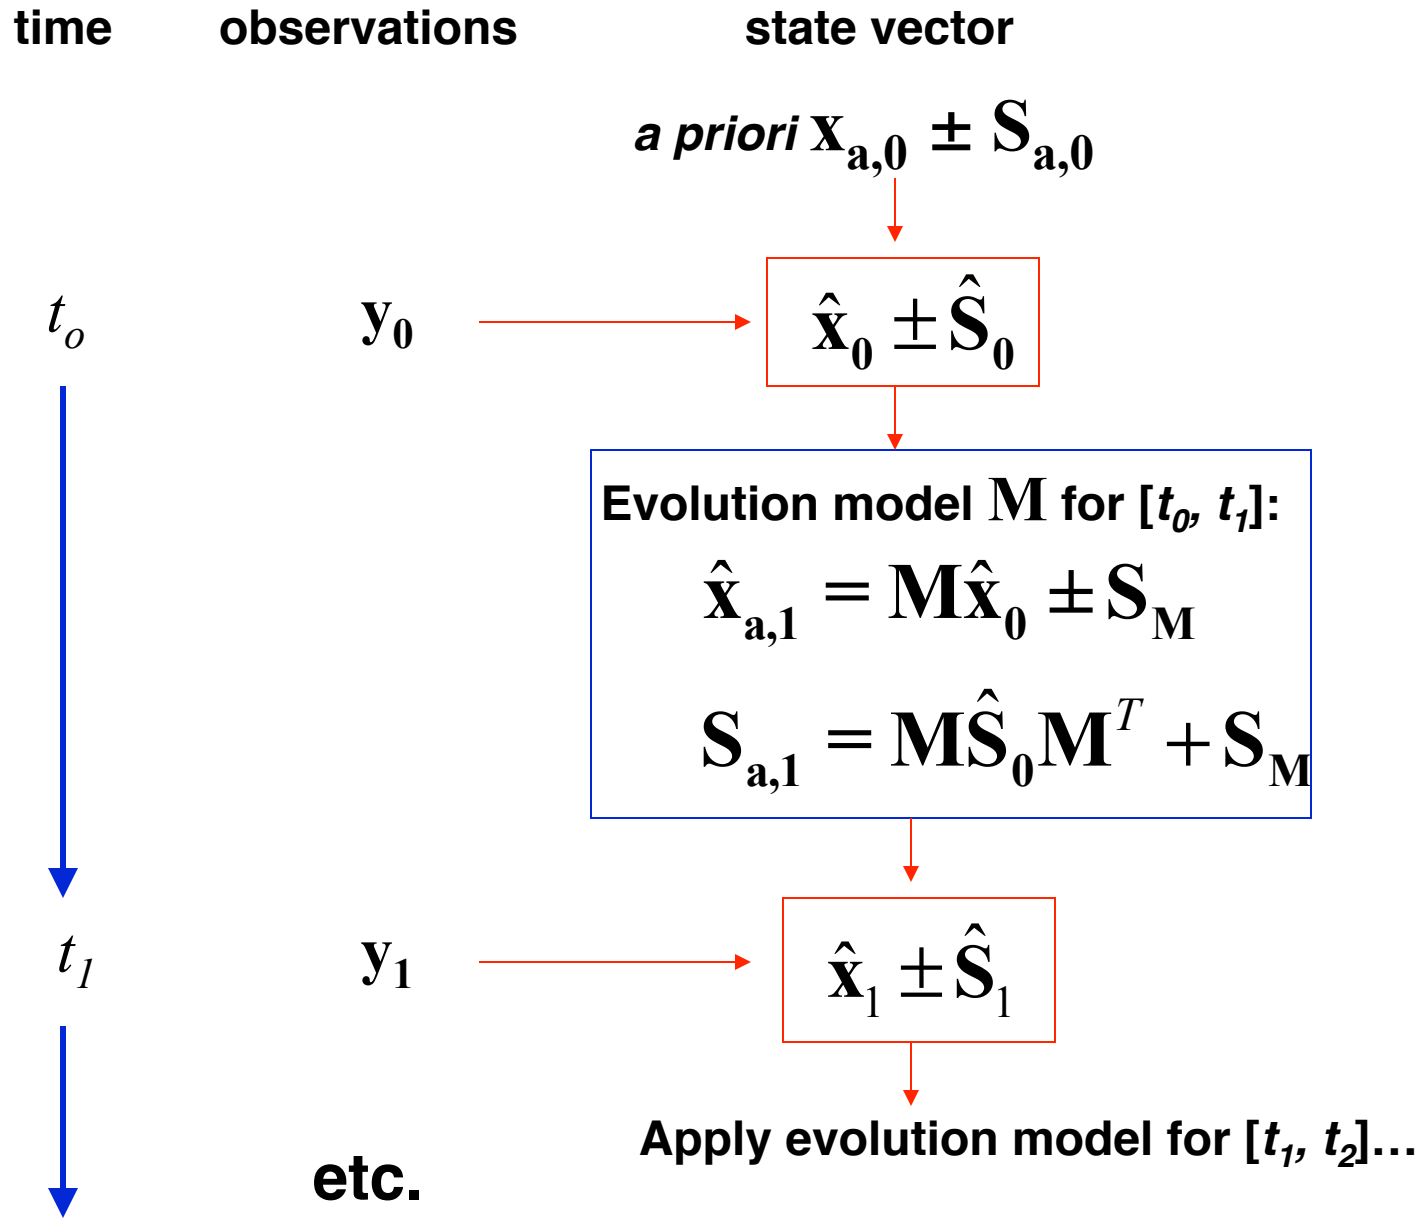 time observations state vector
a priori x_{a,0} ± S_{a,0}
t_o y_0 x̂_0 ± Ŝ_0
Evolution model M for [t_0, t_1]:
x̂_{a,1} = Mx̂_0 ± S_M
S_{a,1} = MŜ_0M^T + S_M
t_1 y_1 x̂_1 ± Ŝ_1
Apply evolution model for [t_1, t_2]…
etc.